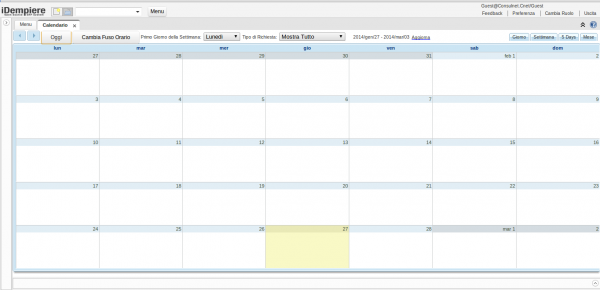 iDempiere
Menu
Guest@Consulnet.Cnet/Guest
Feedback Preferenza Cambia Ruolo Uscita
Menu Calendario
Oggi Cambia Fuso Orario Primo Giorno della Settimana: Lunedì Tipo di Richiesta: Mostra Tutto 2014/gen/27 - 2014/mar/03 Aggiorna Giorno Settimana 5 Days Mese
lun mar mer gio ven sab dom
27 28 29 30 31 feb 1 2
3 4 5 6 7 8 9
10 11 12 13 14 15 16
17 18 19 20 21 22 23
24 25 26 27 28 mar 1 2